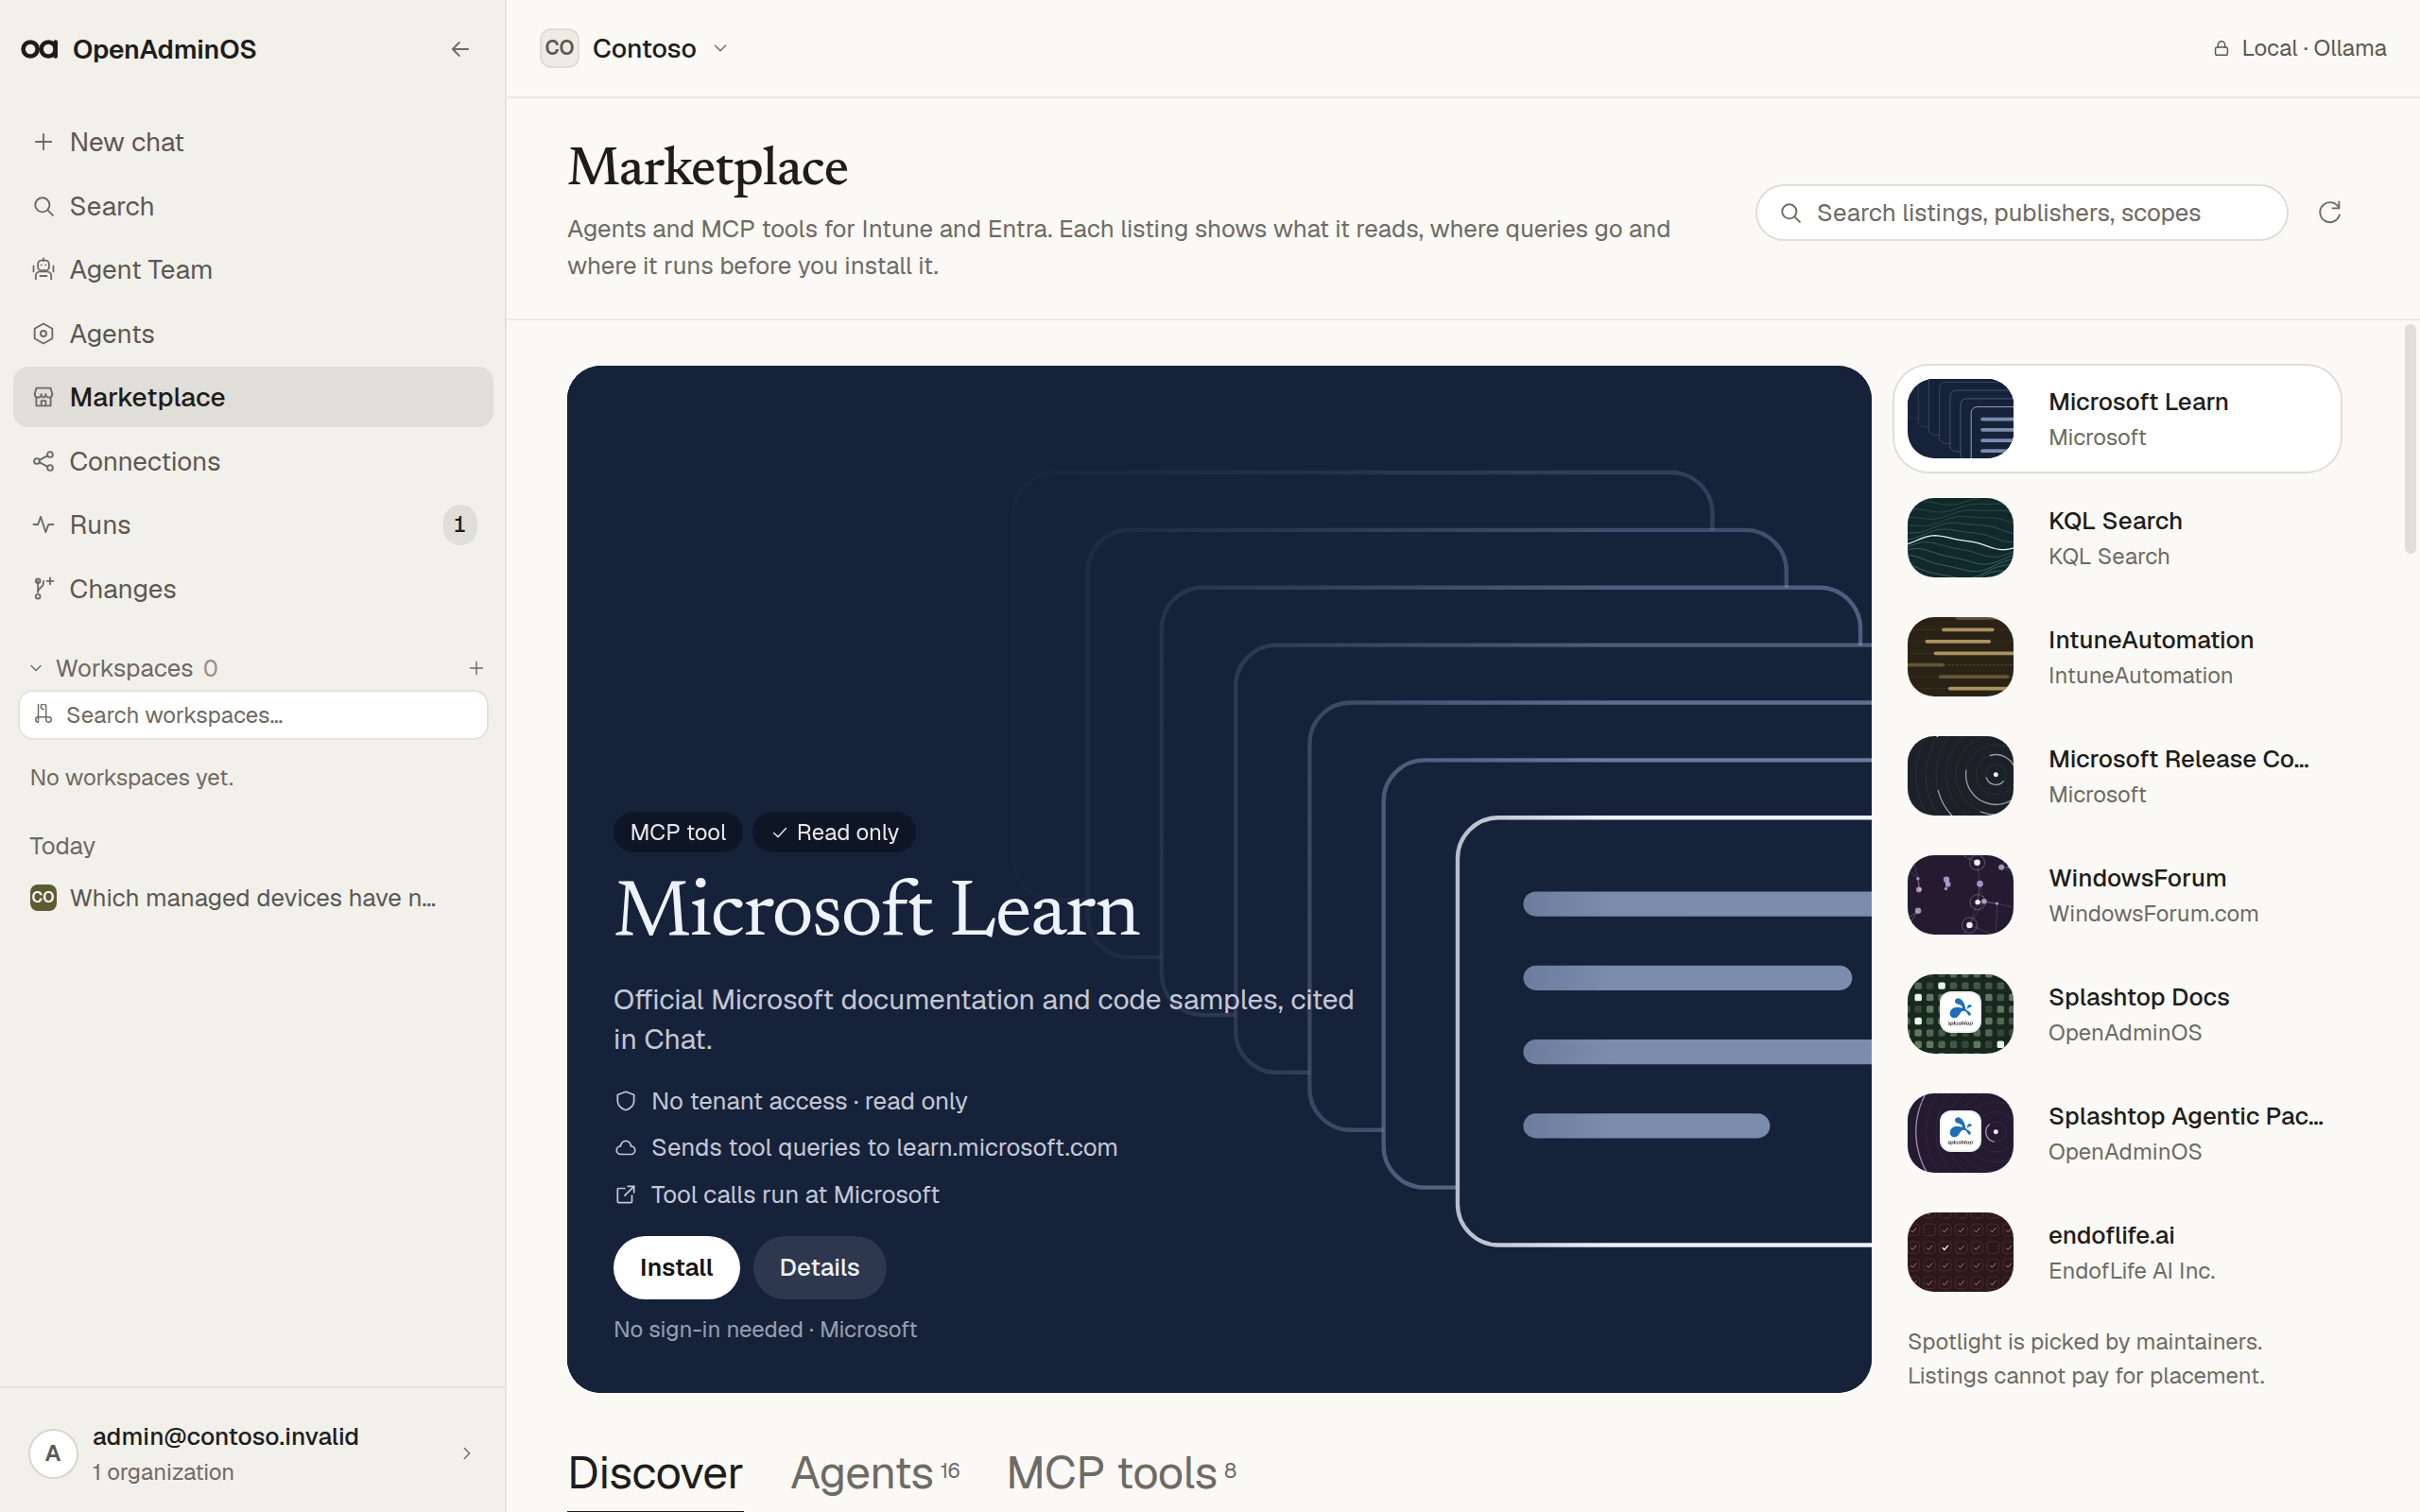 OpenAdminOS
New chat
Search
Agent Team
Agents
Marketplace
Connections
Runs 1
Changes
Workspaces 0
Search workspaces...
No workspaces yet.
Today
CO Which managed devices have n...
A admin@contoso.invalid
1 organization
CO Contoso
Local · Ollama
Marketplace
Agents and MCP tools for Intune and Entra. Each listing shows what it reads, where queries go and
where it runs before you install it.
Search listings, publishers, scopes
MCP tool Read only
Microsoft Learn
Official Microsoft documentation and code samples, cited
in Chat.
No tenant access · read only
Sends tool queries to learn.microsoft.com
Tool calls run at Microsoft
Install Details
No sign-in needed · Microsoft
Microsoft Learn
Microsoft
KQL Search
KQL Search
IntuneAutomation
IntuneAutomation
Microsoft Release Co...
Microsoft
WindowsForum
WindowsForum.com
splashtop
Splashtop Docs
OpenAdminOS
splashtop
Splashtop Agentic Pac...
OpenAdminOS
endoflife.ai
EndofLife AI Inc.
Spotlight is picked by maintainers.
Listings cannot pay for placement.
Discover Agents 16 MCP tools 8